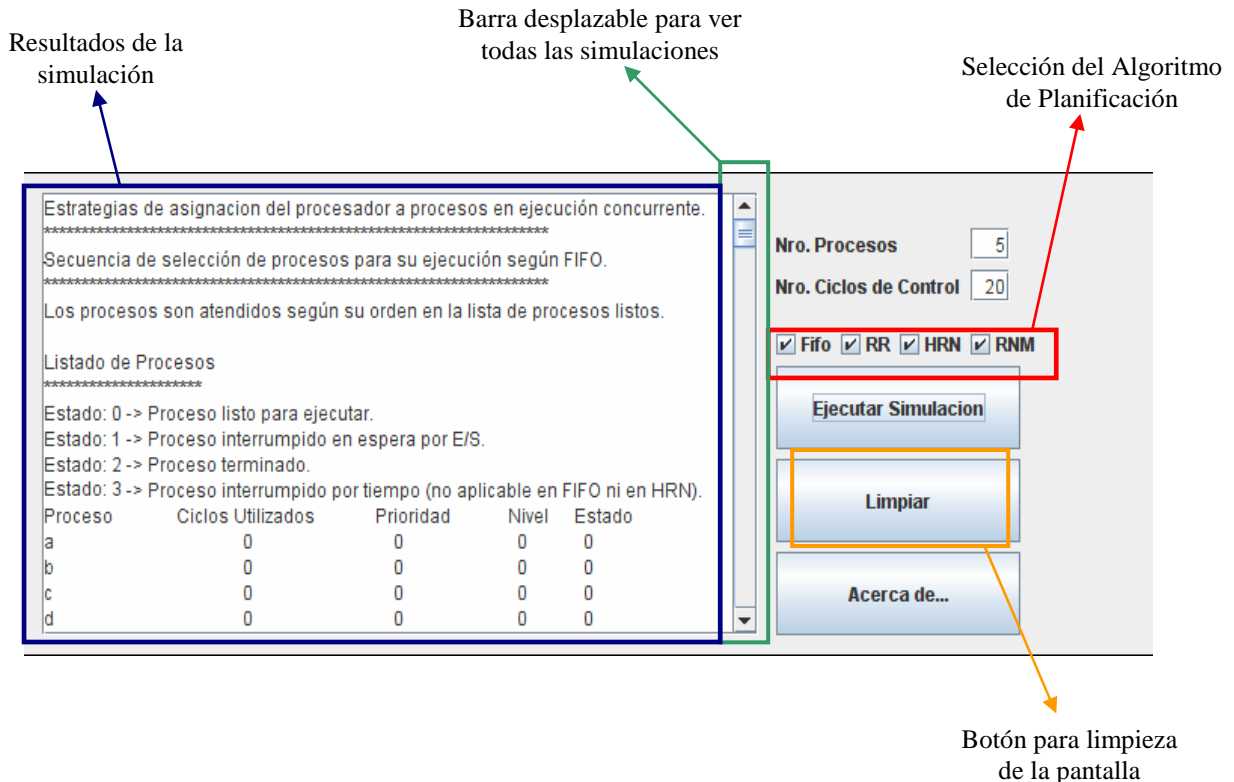 Resultados de la
simulación
Barra desplazable para ver
todas las simulaciones
Selección del Algoritmo
de Planificación
Estrategias de asignacion del procesador a procesos en ejecución concurrente.
******************************************************************
Secuencia de selección de procesos para su ejecución según FIFO.
******************************************************************
Los procesos son atendidos según su orden en la lista de procesos listos.
Listado de Procesos
*********************
Estado: 0 -> Proceso listo para ejecutar.
Estado: 1 -> Proceso interrumpido en espera por E/S.
Estado: 2 -> Proceso terminado.
Estado: 3 -> Proceso interrumpido por tiempo (no aplicable en FIFO ni en HRN).
Proceso Ciclos Utilizados Prioridad Nivel Estado
a 0 0 0 0
b 0 0 0 0
c 0 0 0 0
d 0 0 0 0
Nro. Procesos 5
Nro. Ciclos de Control 20
Fifo RR HRN RNM
Ejecutar Simulacion
Limpiar
Acerca de...
Botón para limpieza
de la pantalla